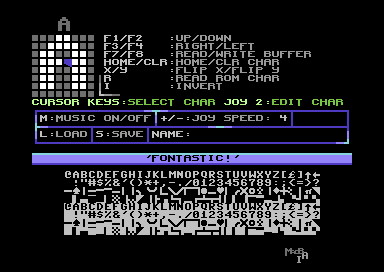 A
F1/F2 :UP/DOWN
F3/F4 :RIGHT/LEFT
F7/F8 :READ/WRITE BUFFER
HOME/CLR:HOME/CLR CHAR
X/Y :FLIP X/FLIP Y
R :READ ROM CHAR
I :INVERT
CURSOR KEYS:SELECT CHAR JOY 2:EDIT CHAR
M:MUSIC ON/OFF +/-:JOY SPEED: 4
L:LOAD S:SAVE NAME:
'FONTASTIC!'
@ABCDEFGHIJKLMNOPQRSTUVWXYZ[£]↑←
!"#$%&'()*+,-./0123456789:;<=>?
@ABCDEFGHIJKLMNOPQRSTUVWXYZ[£]↑←
!"#$%&'()*+,-./0123456789:;<=>?